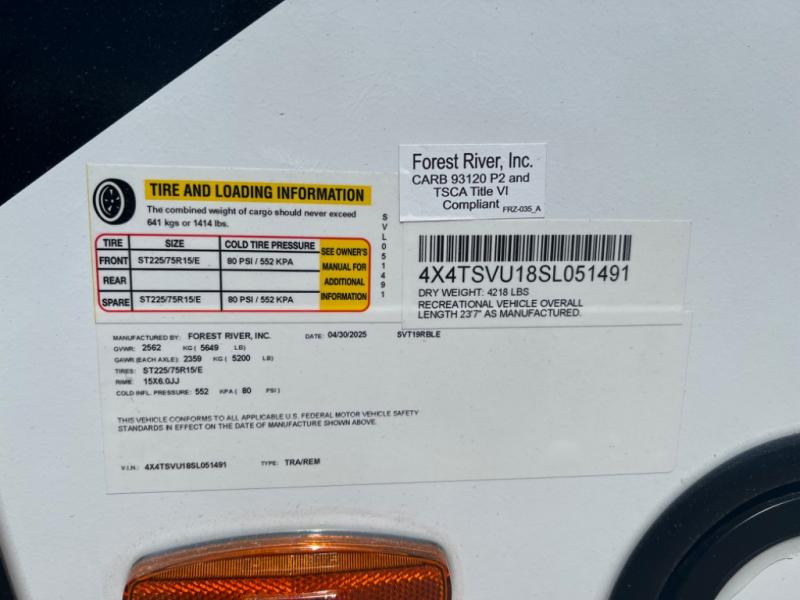 Forest River, Inc.
CARB 93120 P2 and
TSCA Title VI
Compliant FRZ-035_A
TIRE AND LOADING INFORMATION
The combined weight of cargo should never exceed
641 kgs or 1414 lbs.
TIRE SIZE COLD TIRE PRESSURE SEE OWNER'S MANUAL FOR ADDITIONAL INFORMATION
FRONT ST225/75R15/E 80 PSI / 552 KPA
REAR
SPARE ST225/75R15/E 80 PSI / 552 KPA
SVL051491
4X4TSVU18SL051491
DRY WEIGHT: 4218 LBS
RECREATIONAL VEHICLE OVERALL
LENGTH 23'7" AS MANUFACTURED.
MANUFACTURED BY: FOREST RIVER, INC. DATE: 04/30/2025 SVT19RBLE
GVWR: 2562 KG ( 5649 LB)
GAWR (EACH AXLE): 2359 KG ( 5200 LB)
TIRES: ST225/75R15/E
RIMS: 15X6.0JJ
COLD INFL. PRESSURE: 552 KPA ( 80 PSI )
THIS VEHICLE CONFORMS TO ALL APPLICABLE U.S. FEDERAL MOTOR VEHICLE SAFETY
STANDARDS IN EFFECT ON THE DATE OF MANUFACTURE SHOWN ABOVE.
V.I.N.: 4X4TSVU18SL051491 TYPE: TRA/REM